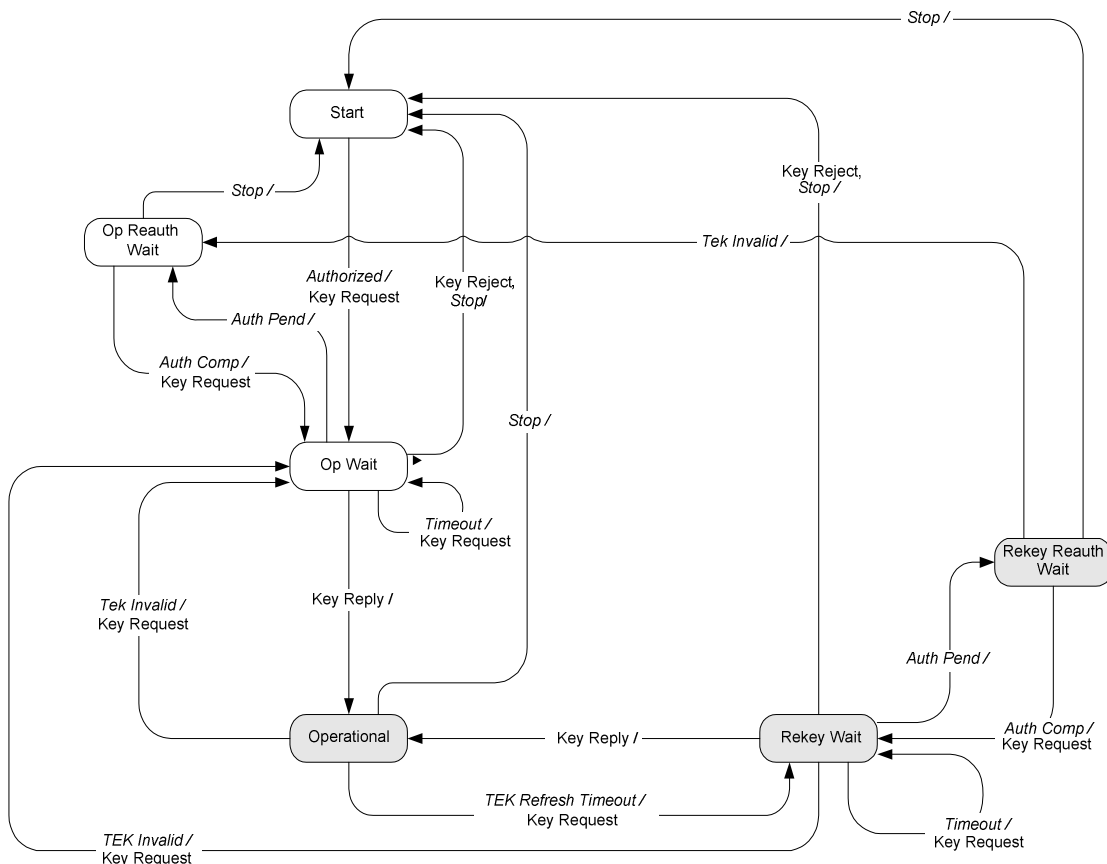 Stop /
Start
Key Reject,
Stop /
Stop /
Op Reauth
Wait
Tek Invalid /
Authorized /
Key Request
Key Reject,
Stop/
Auth Pend /
Auth Comp /
Key Request
Stop /
Op Wait
Timeout /
Key Request
Rekey Reauth
Wait
Tek Invalid /
Key Request
Key Reply /
Auth Pend /
Operational
Key Reply /
Rekey Wait
Auth Comp /
Key Request
TEK Refresh Timeout /
Key Request
Timeout /
Key Request
TEK Invalid /
Key Request